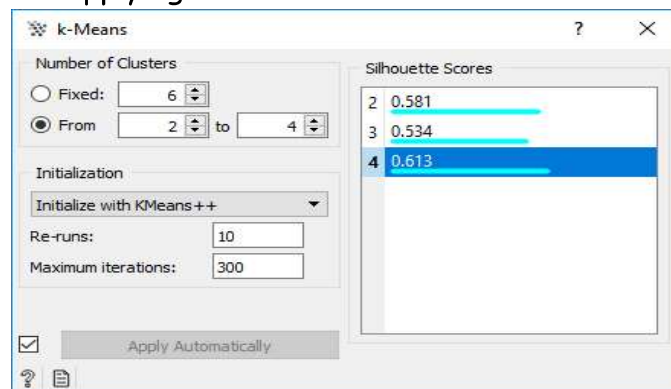 k-Means ? ×
Number of Clusters
Fixed: 6
From 2 to 4
Initialization
Initialize with KMeans++
Re-runs: 10
Maximum iterations: 300
Apply Automatically
?
Silhouette Scores
2 0.581
3 0.534
4 0.613